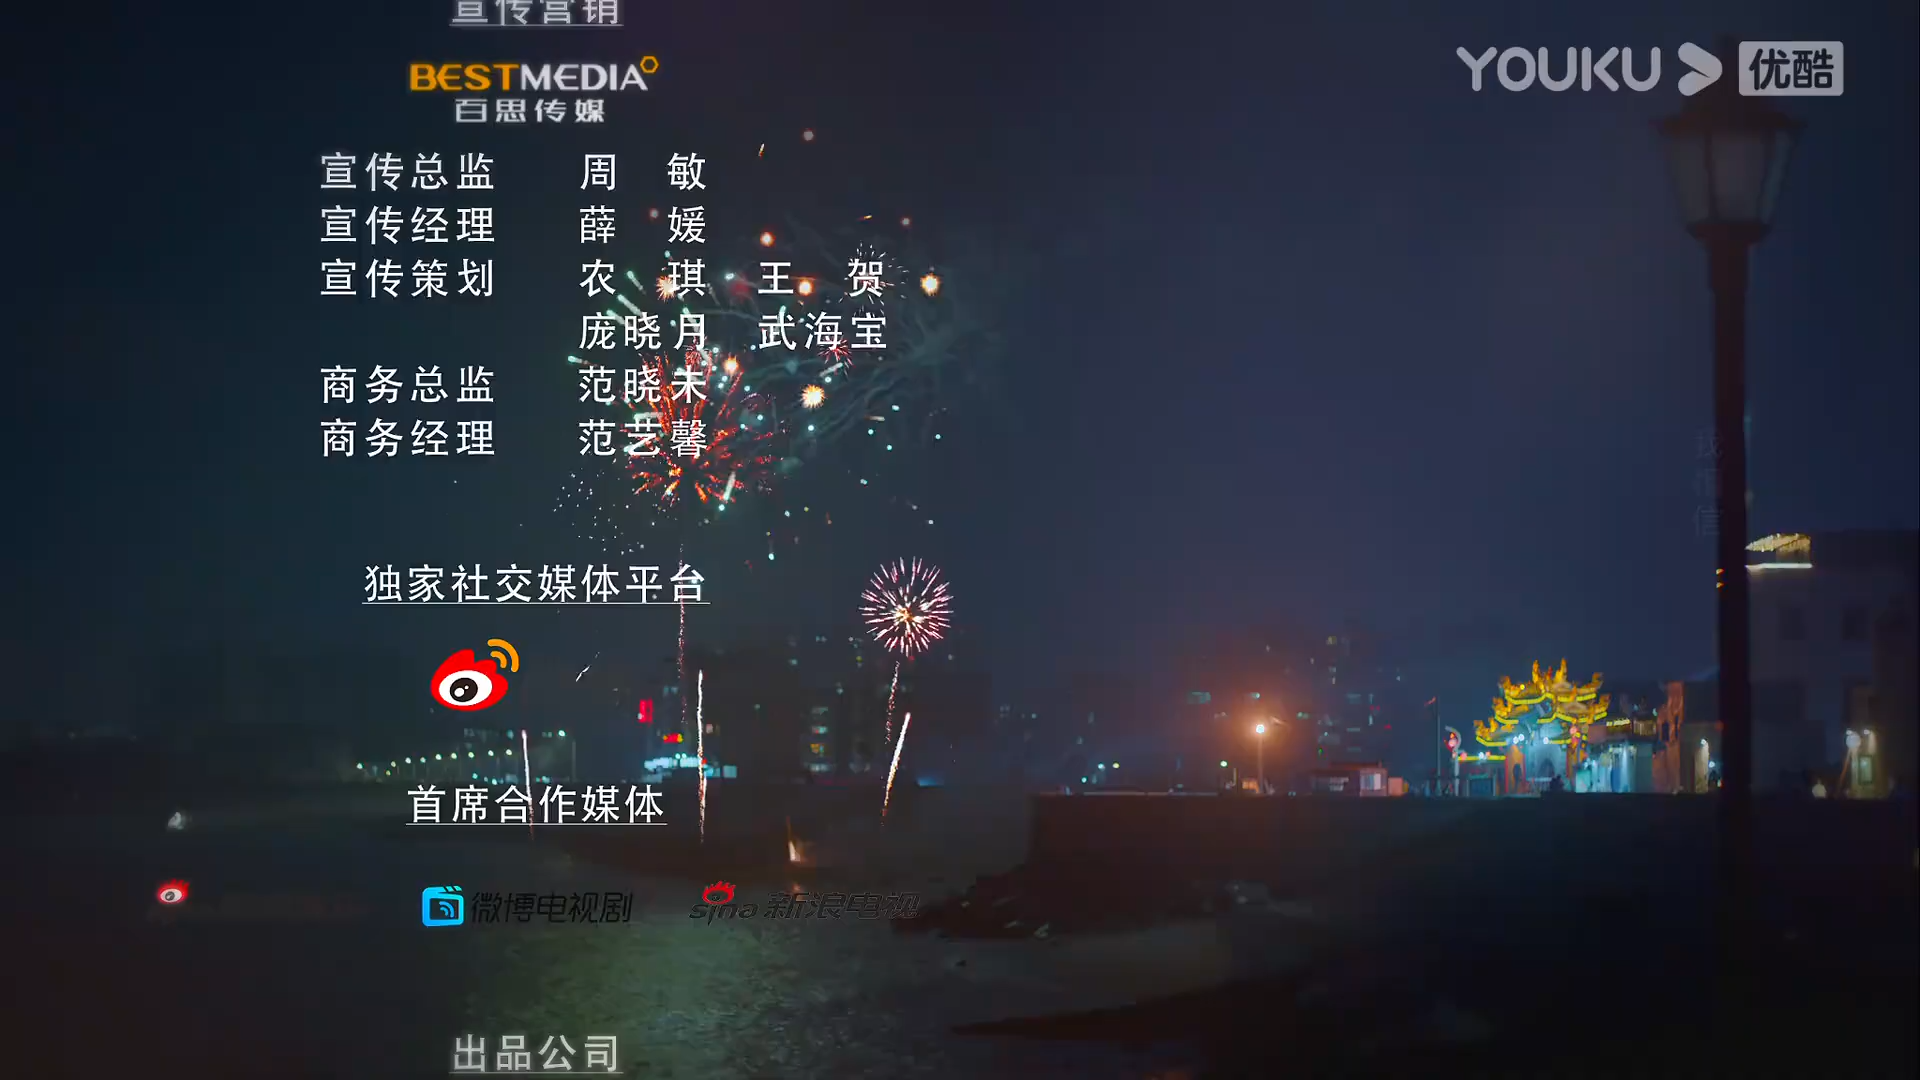 宣传营销
BESTMEDIA
百思传媒
YOUKU 优酷
宣传总监 周 敏
宣传经理 薛 媛
宣传策划 农 琪 王 贺
庞晓月 武海宝
商务总监 范晓未
商务经理 范艺馨
独家社交媒体平台
首席合作媒体
微博电视剧 sina 新浪电视
出品公司